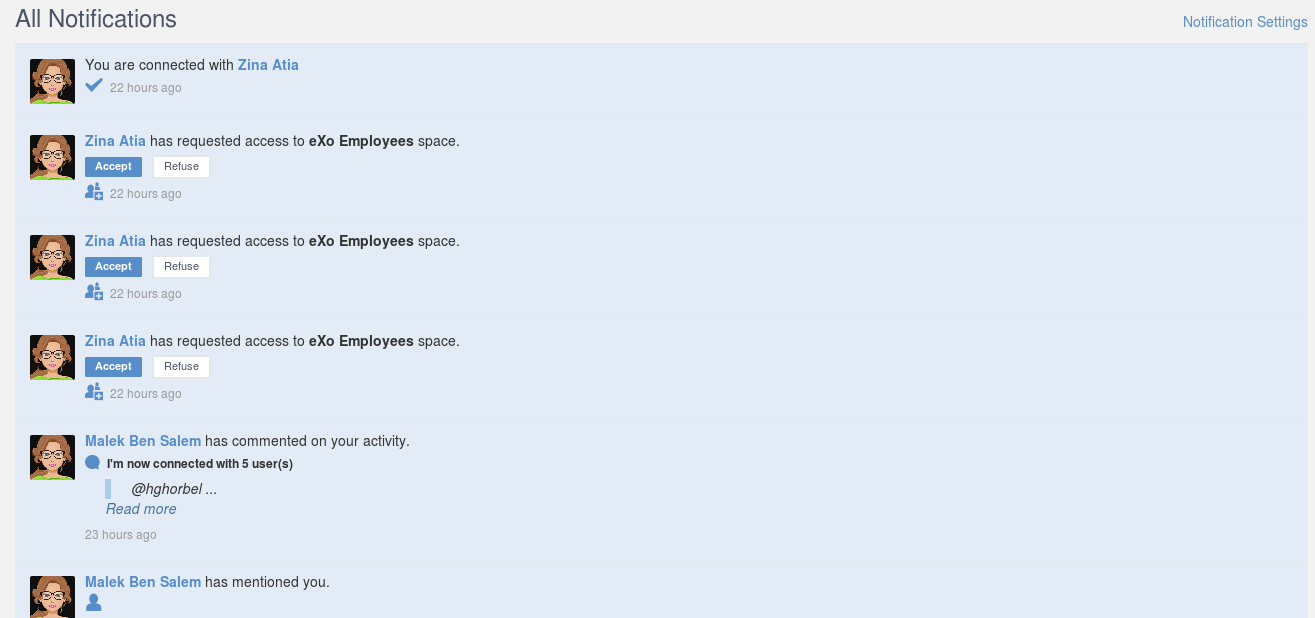 All Notifications
Notification Settings
You are connected with Zina Atia
22 hours ago
Zina Atia has requested access to eXo Employees space.
Accept Refuse
22 hours ago
Zina Atia has requested access to eXo Employees space.
Accept Refuse
22 hours ago
Zina Atia has requested access to eXo Employees space.
Accept Refuse
22 hours ago
Malek Ben Salem has commented on your activity.
I'm now connected with 5 user(s)
@hghorbel ...
Read more
23 hours ago
Malek Ben Salem has mentioned you.